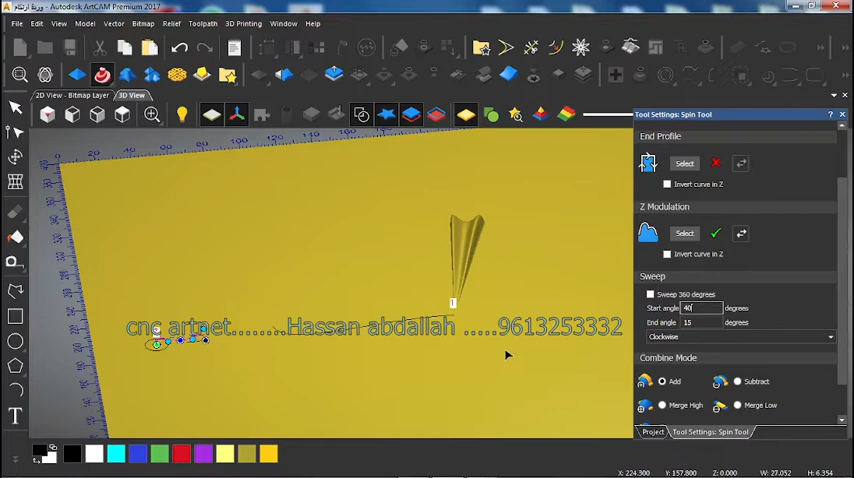 ورقة ارتقام - Autodesk ArtCAM Premium 2017
File Edit View Model Vector Bitmap Relief Toolpath 3D Printing Window Help
2D View - Bitmap Layer 3D View
Tool Settings: Spin Tool
End Profile
Select
Invert curve in Z
Z Modulation
Select
Invert curve in Z
Sweep
Sweep 360 degrees
Start angle 40 degrees
End angle 15 degrees
Clockwise
Combine Mode
Add Subtract
Merge High Merge Low
Project Tool Settings: Spin Tool
cnc artnet........Hassan abdallah .....9613253332
X: 224.300 Y: 157.800 Z: 0.000 W: 27.052 H: 6.354